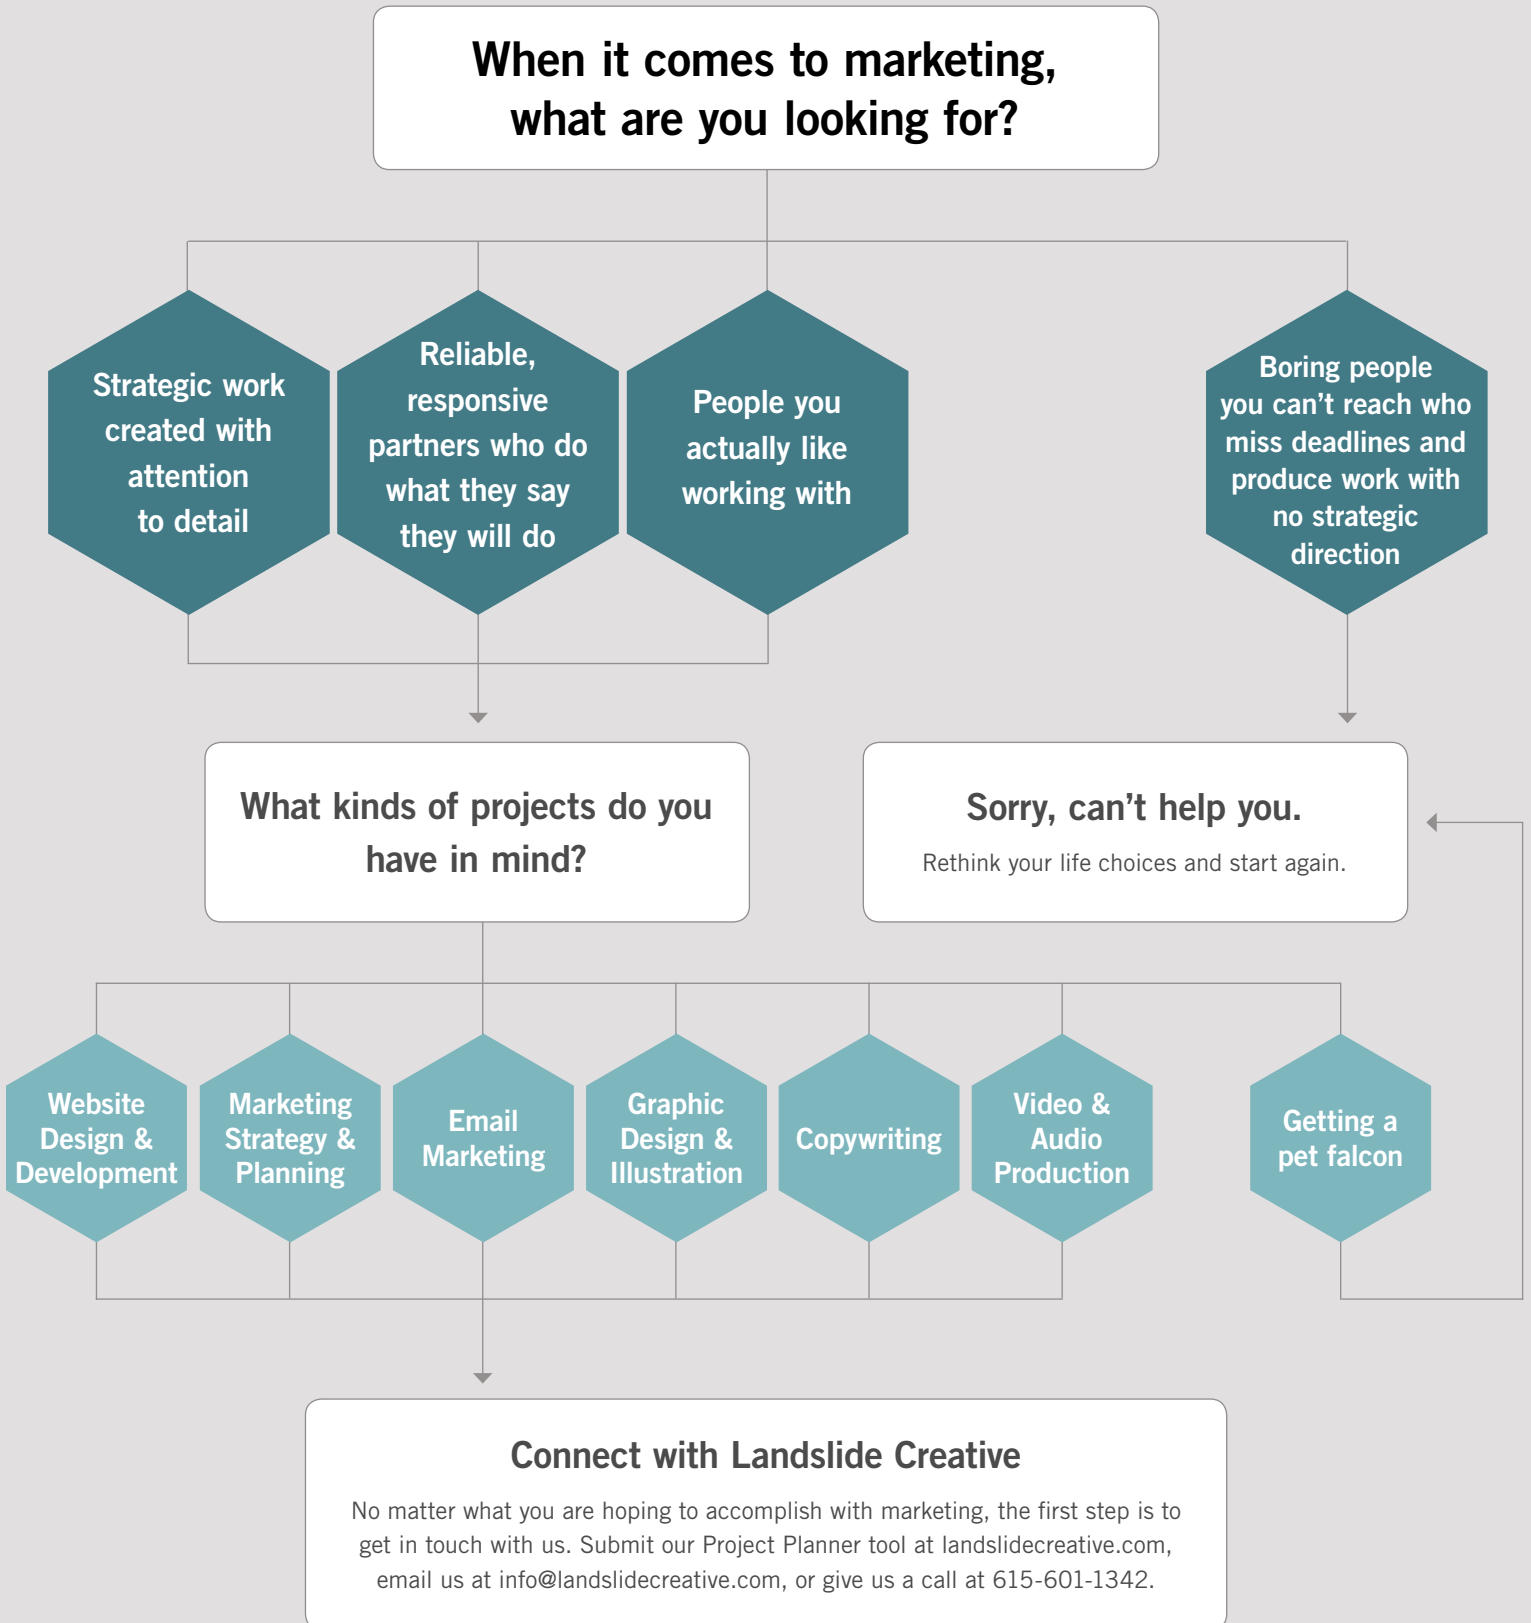 When it comes to marketing,
what are you looking for?
Strategic work
created with
attention
to detail
Reliable,
responsive
partners who do
what they say
they will do
People you
actually like
working with
Boring people
you can't reach who
miss deadlines and
produce work with
no strategic
direction
What kinds of projects do you
have in mind?
Sorry, can't help you.
Rethink your life choices and start again.
Website
Design &
Development
Marketing
Strategy &
Planning
Email
Marketing
Graphic
Design &
Illustration
Copywriting
Video &
Audio
Production
Getting a
pet falcon
Connect with Landslide Creative
No matter what you are hoping to accomplish with marketing, the first step is to
get in touch with us. Submit our Project Planner tool at landslidecreative.com,
email us at info@landslidecreative.com, or give us a call at 615-601-1342.